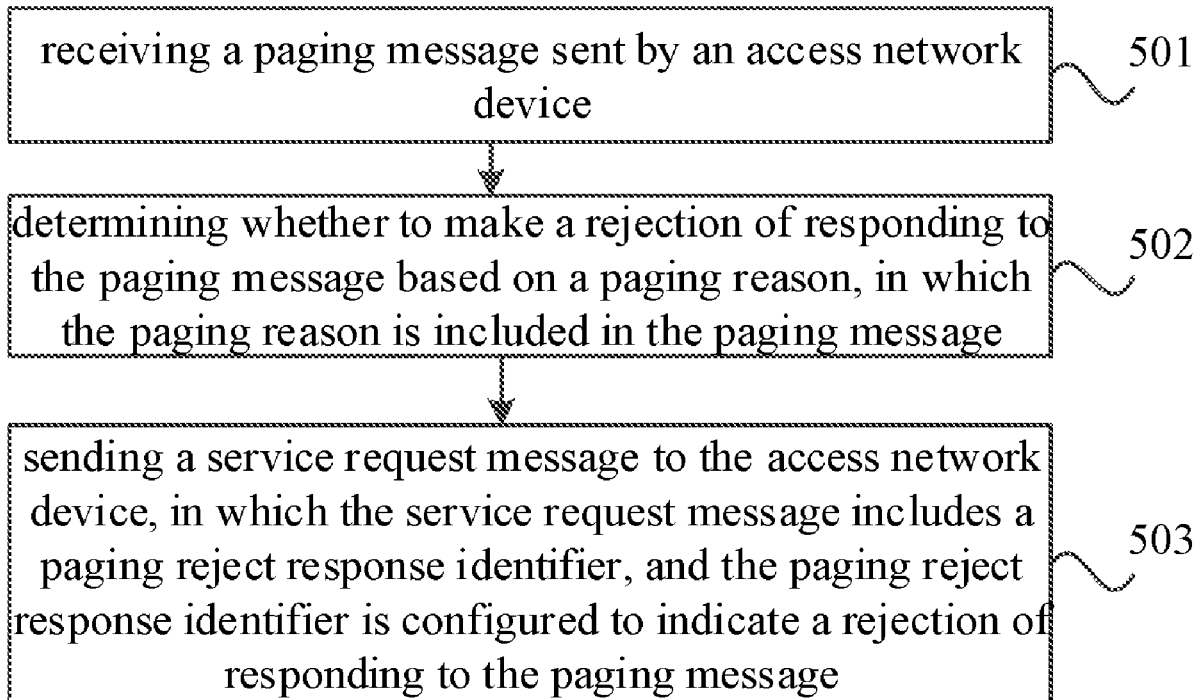 receiving a paging message sent by an access network
device
501
determining whether to make a rejection of responding to
the paging message based on a paging reason, in which
the paging reason is included in the paging message
502
sending a service request message to the access network
device, in which the service request message includes a
paging reject response identifier, and the paging reject
response identifier is configured to indicate a rejection of
responding to the paging message
503